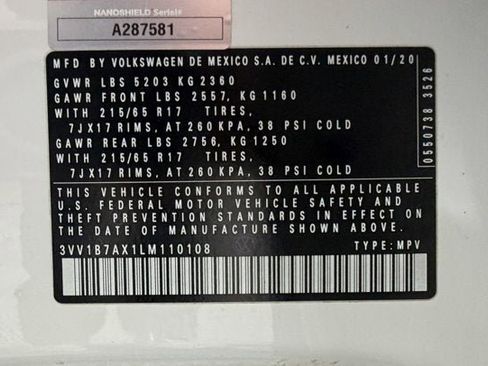 NANOSHIELD Serial#
A287581
MFD BY VOLKSWAGEN DE MEXICO S.A. DE C.V. MEXICO 01/20
GVWR LBS 5203 KG 2360
GAWR FRONT LBS 2557, KG 1160
WITH 215/65 R17 TIRES,
7JX17 RIMS, AT 260 KPA, 38 PSI COLD
GAWR REAR LBS 2756, KG 1250
WITH 215/65 R17 TIRES,
7JX17 RIMS, AT 260 KPA, 38 PSI COLD
THIS VEHICLE CONFORMS TO ALL APPLICABLE
U.S. FEDERAL MOTOR VEHICLE SAFETY AND
THEFT PREVENTION STANDARDS IN EFFECT ON
THE DATE OF MANUFACTURE SHOWN ABOVE.
3VV1B7AX1LM110108 TYPE: MPV
0550738 3526